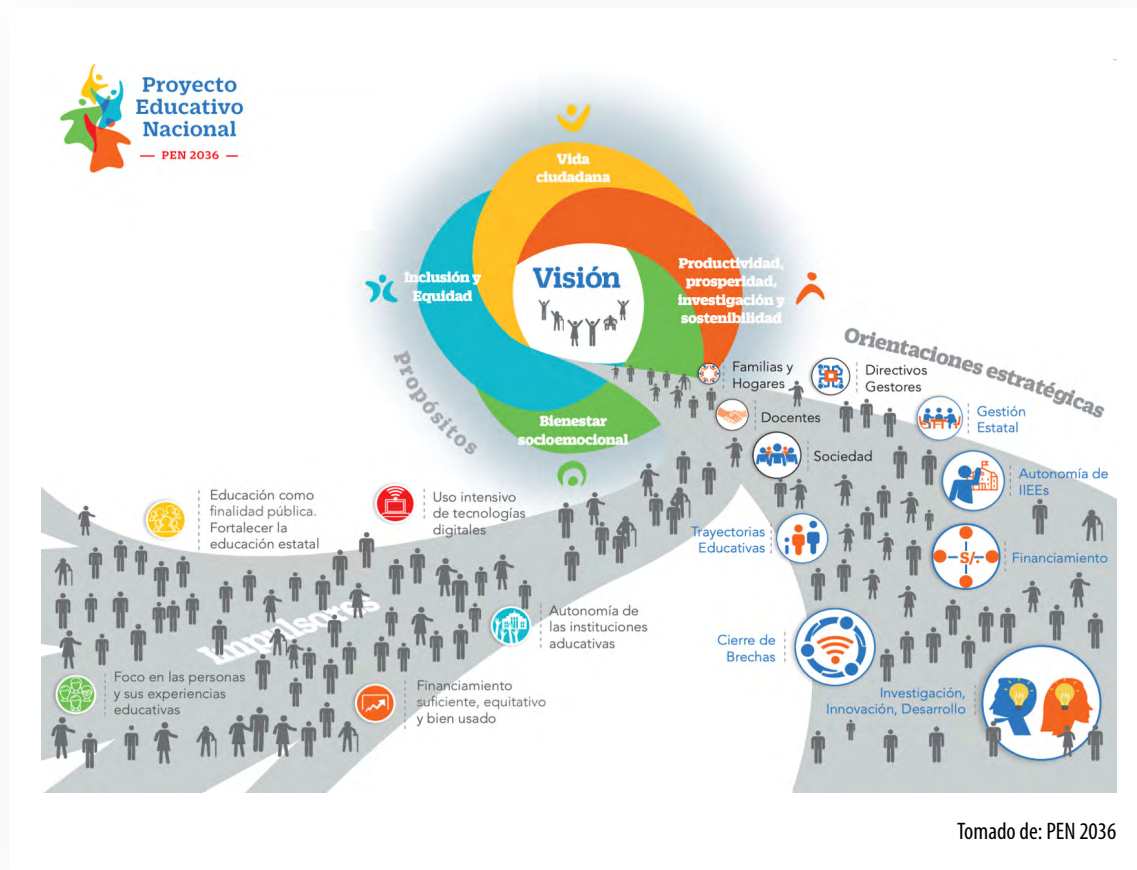 Proyecto
Educativo
Nacional
— PEN 2036 —
Vida
ciudadana
Inclusión y
Equidad
Visión
Productividad,
prosperidad,
investigación y
sostenibilidad
Bienestar
socioemocional
Propósitos
Orientaciones estratégicas
Familias y
Hogares
Directivos
Gestores
Docentes
Gestión
Estatal
Sociedad
Autonomía de
IIEEs
Trayectorias
Educativas
S/.
Financiamiento
Cierre de
Brechas
Investigación,
Innovación, Desarrollo
Educación como
finalidad pública.
Fortalecer la
educación estatal
Uso intensivo
de tecnologías
digitales
Impulsores
Autonomía de
las instituciones
aducativas
Foco en las personas
y sus experiencias
educativas
Financiamiento
suficiente, equitativo
y bien usado
Tomado de: PEN 2036